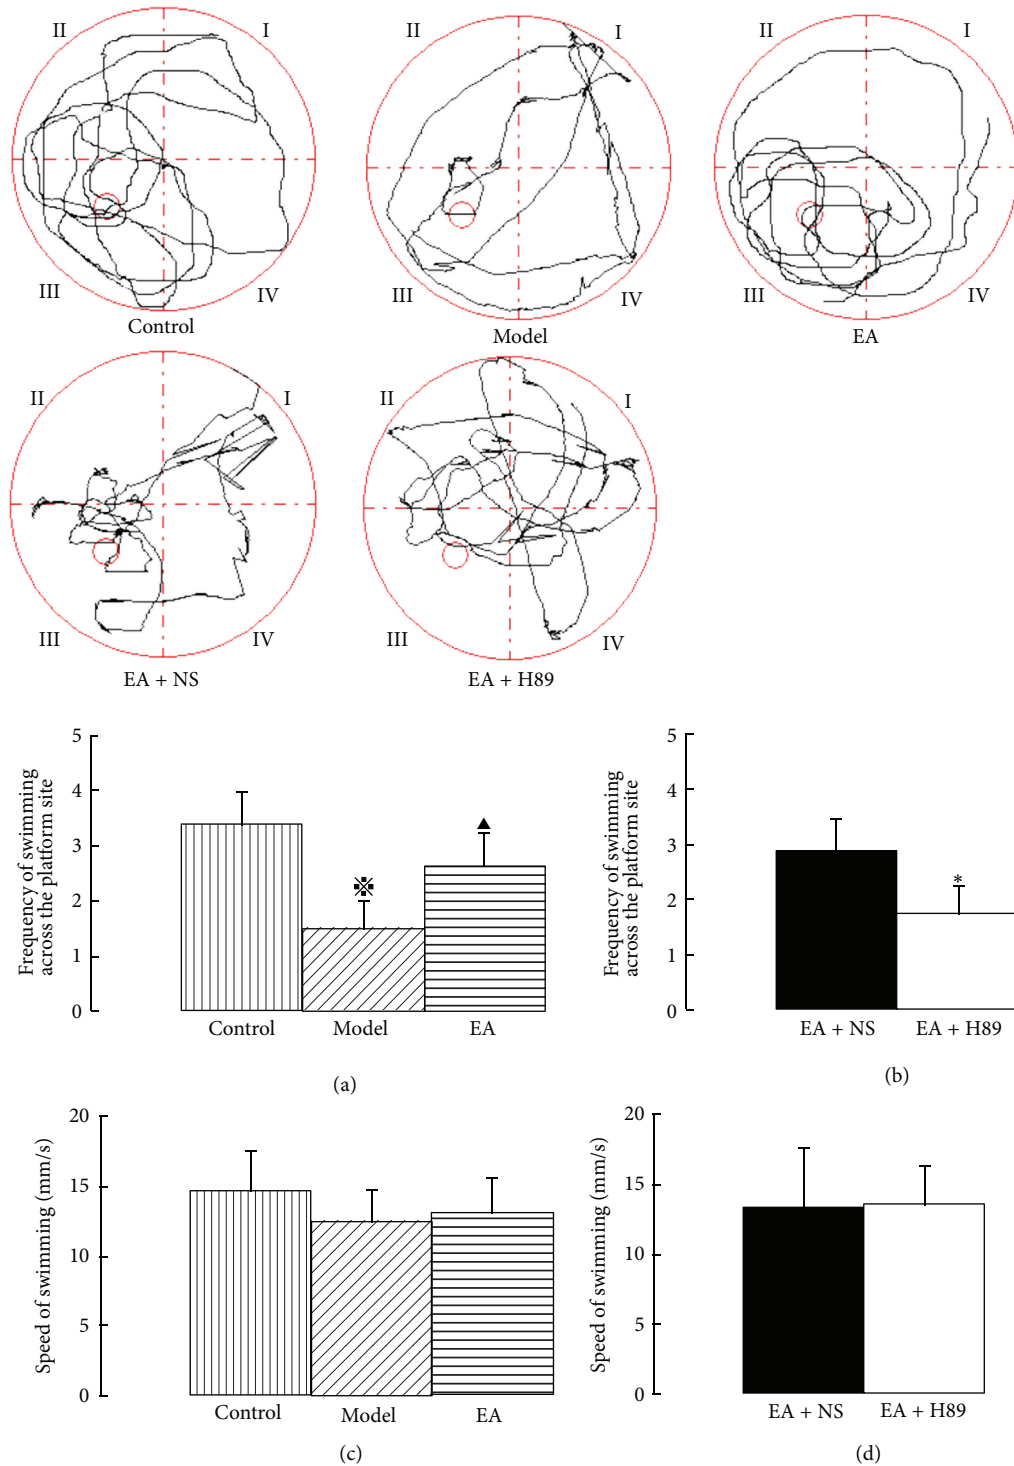 II
I
III
IV
Control
II
I
III
IV
Model
II
I
III
IV
EA
II
I
III
IV
EA + NS
II
I
III
IV
EA + H89
Frequency of swimming
across the platform site
5
4
3
2
1
0
Control
Model
EA
※
▲
(a)
Frequency of swimming
across the platform site
5
4
3
2
1
0
*
EA + NS
EA + H89
(b)
Speed of swimming (mm/s)
20
15
10
5
0
Control
Model
EA
(c)
Speed of swimming (mm/s)
20
15
10
5
0
EA + NS
EA + H89
(d)